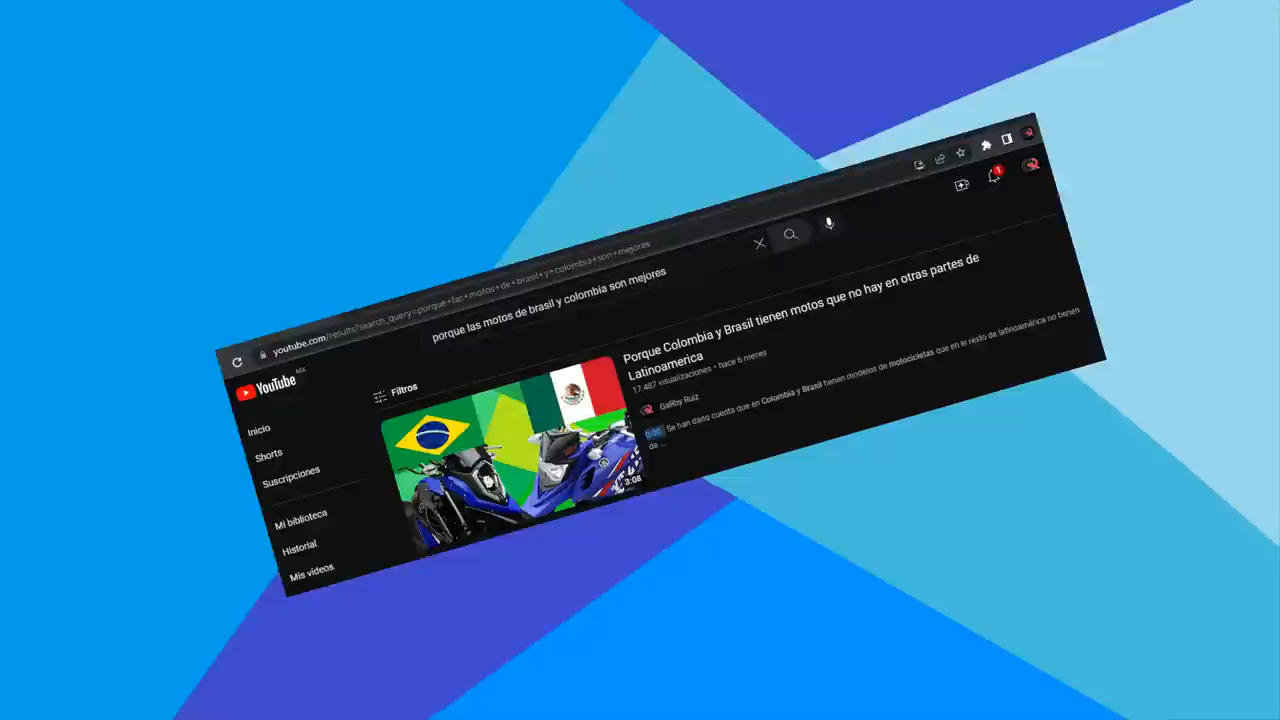 youtube.com/results?search_query=porque+las+motos+de+brasil+y+colombia+son+mejores
YouTube MX
porque las motos de brasil y colombia son mejores
1
Inicio
Shorts
Suscripciones
Mi biblioteca
Historial
Mis videos
Filtros
3:08
Porque Colombia y Brasil tienen motos que no hay en otras partes de
Latinoamerica
17,487 visualizaciones • hace 6 meses
GaRby Ruiz
0:00 Se han dado cuenta que en Colombia y Brasil tienen modelos de motocicletas que en el resto de latinoamérica no tienen
de ...